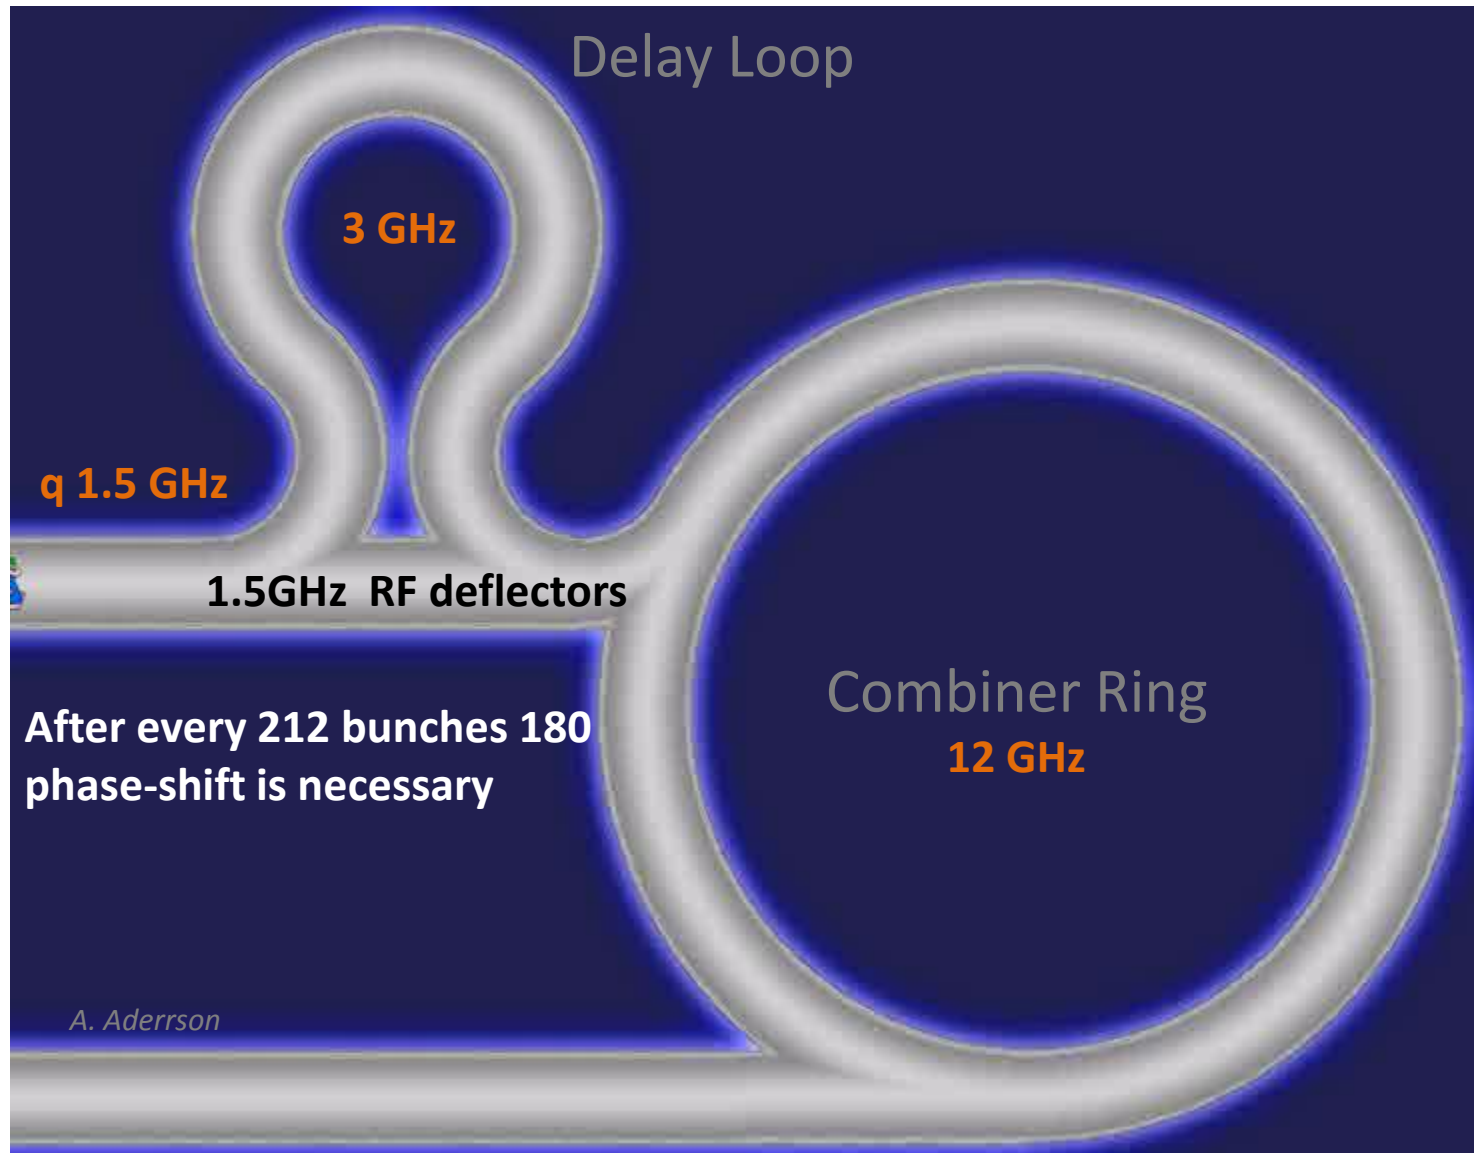 Delay Loop
3 GHz
q 1.5 GHz
1.5GHz  RF deflectors
Combiner Ring
12 GHz
After every 212 bunches 180
phase-shift is necessary
A. Aderrson